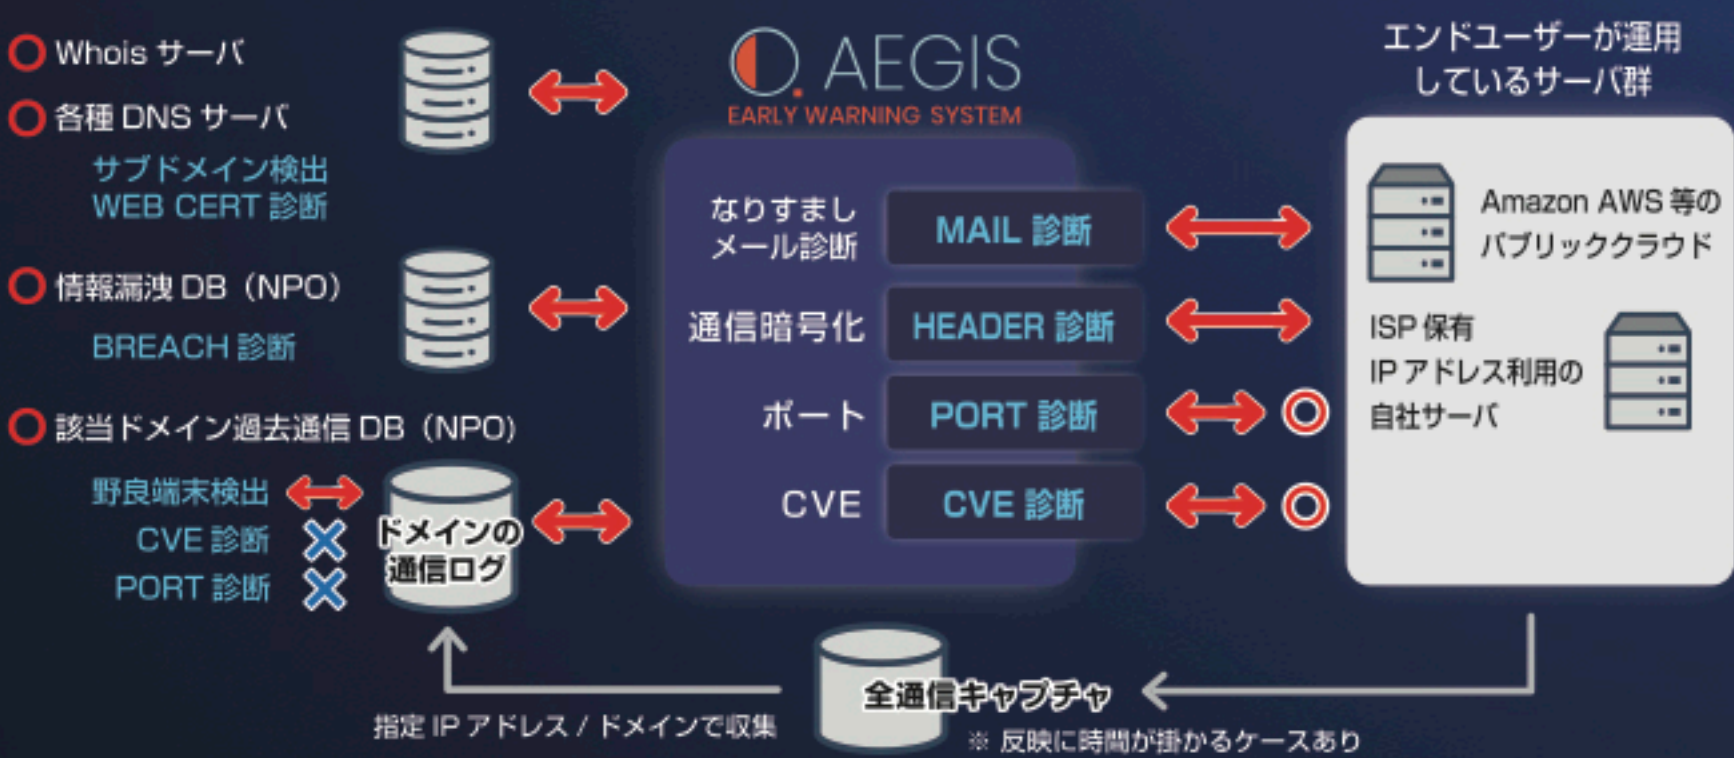 Whois サーバ
各種 DNS サーバ
サブドメイン検出
WEB CERT 診断
情報漏洩 DB（NPO）
BREACH 診断
該当ドメイン過去通信 DB（NPO)
野良端末検出
CVE 診断
PORT 診断
ドメインの
通信ログ
AEGIS
EARLY WARNING SYSTEM
なりすまし
メール診断
MAIL 診断
通信暗号化
HEADER 診断
ポート
PORT 診断
CVE
CVE 診断
エンドユーザーが運用
しているサーバ群
Amazon AWS 等の
パブリッククラウド
ISP 保有
IP アドレス利用の
自社サーバ
全通信キャプチャ
指定 IP アドレス / ドメインで収集
※ 反映に時間が掛かるケースあり